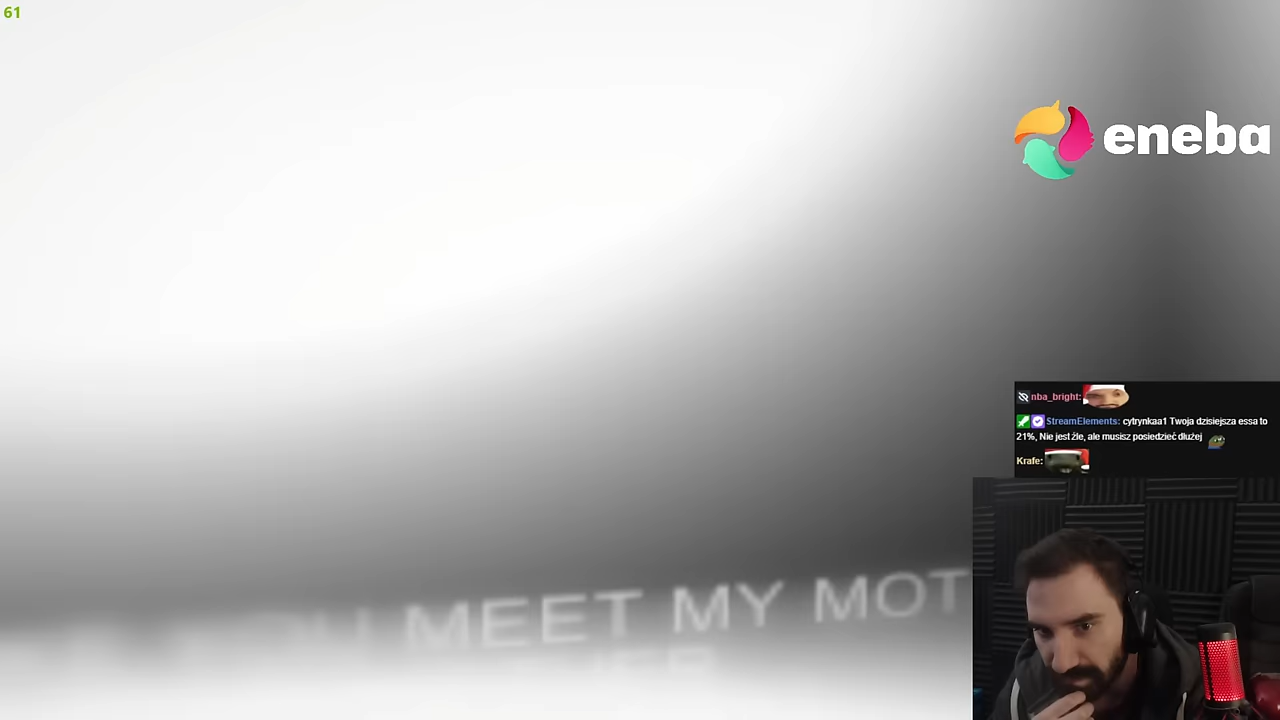 61
eneba
nba_bright:
StreamElements: cytrynkaa1 Twoja dzisiejsza essa to
21%, Nie jest źle, ale musisz posiedzieć dlużej
Krafe:
MEET MY MOT